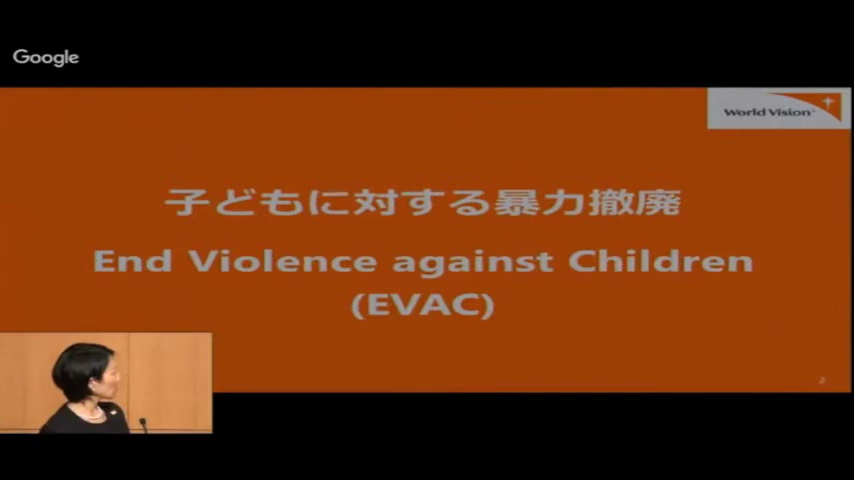 Google
World Vision
子どもに対する暴力撤廃
End Violence against Children
(EVAC)
2